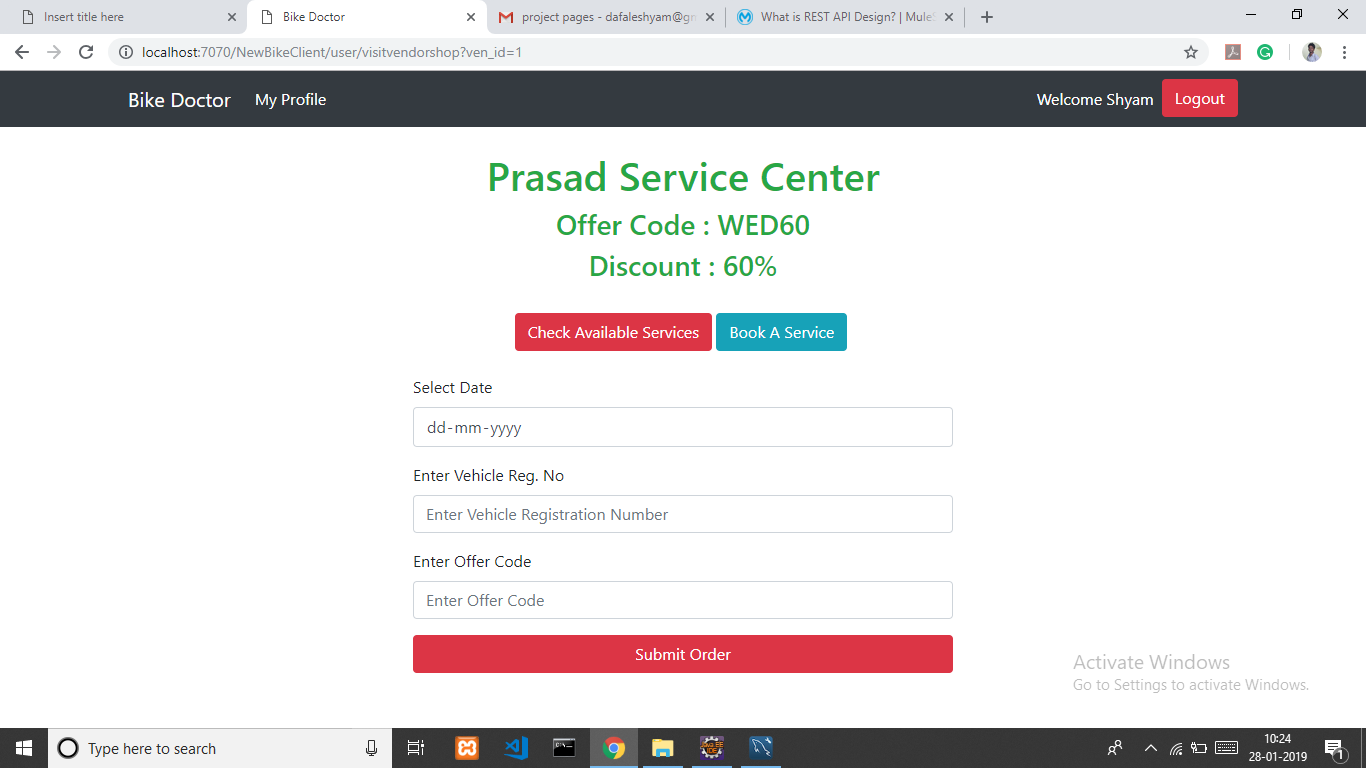 Insert title here
Bike Doctor
project pages - dafaleshyam@gm
What is REST API Design? | MuleS
localhost:7070/NewBikeClient/user/visitvendorshop?ven_id=1
Bike Doctor My Profile Welcome Shyam Logout
Prasad Service Center
Offer Code : WED60
Discount : 60%
Check Available Services Book A Service
Select Date
dd-mm-yyyy
Enter Vehicle Reg. No
Enter Vehicle Registration Number
Enter Offer Code
Enter Offer Code
Submit Order
Activate Windows
Go to Settings to activate Windows.
Type here to search
10:24
28-01-2019
1